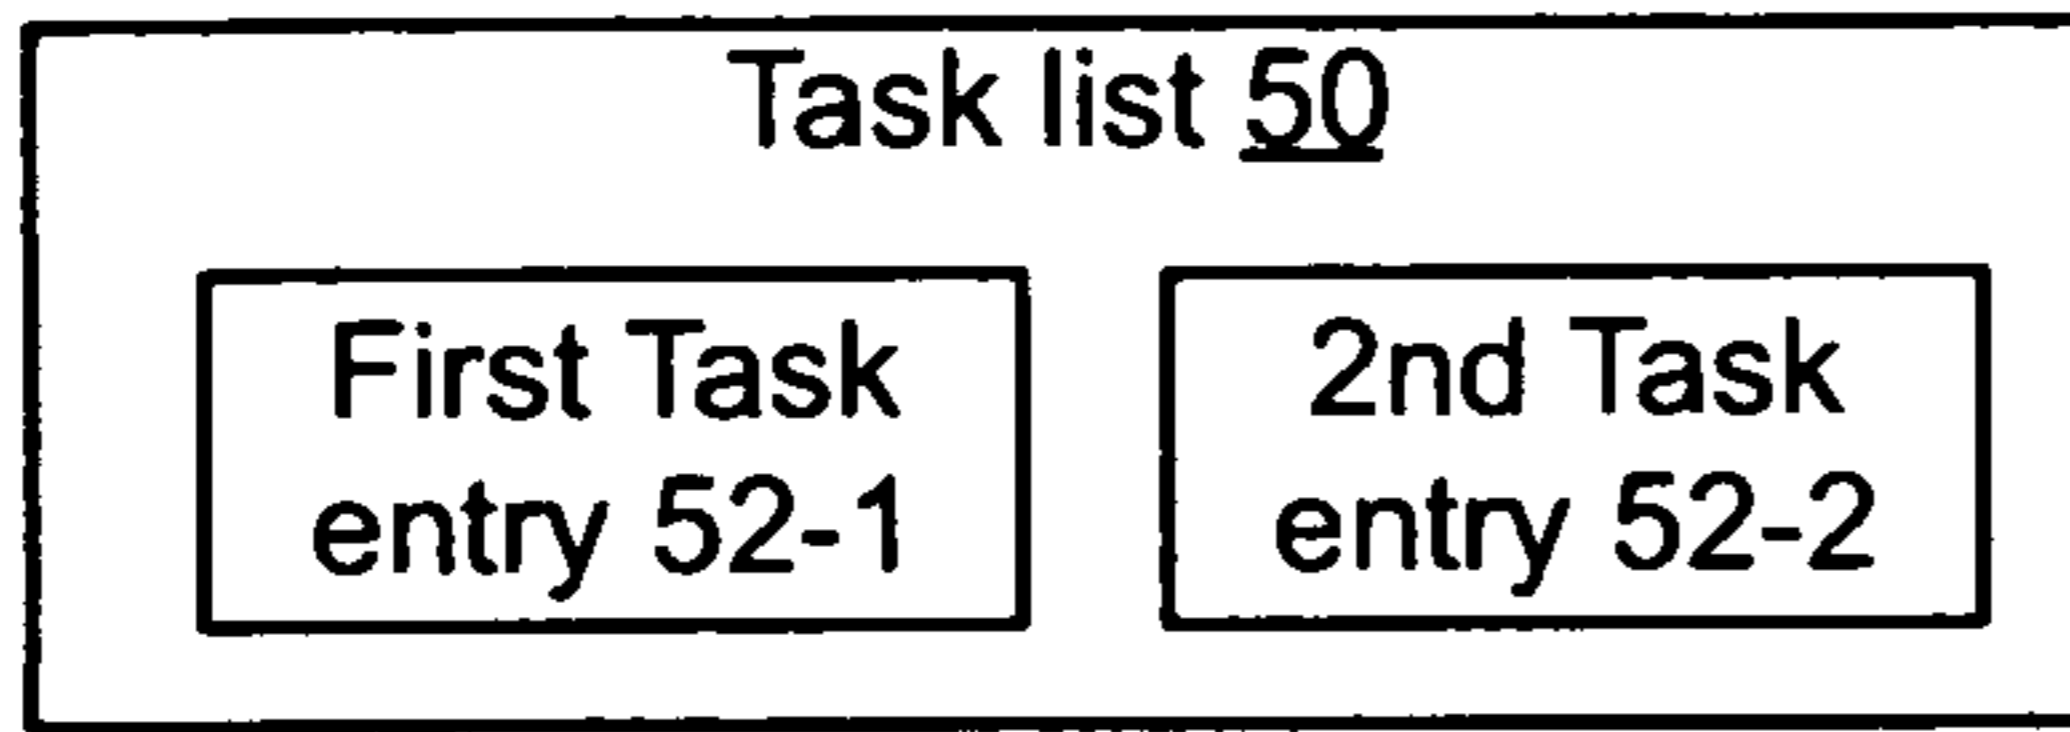 Task list 50
First Task
entry 52-1
2nd Task
entry 52-2